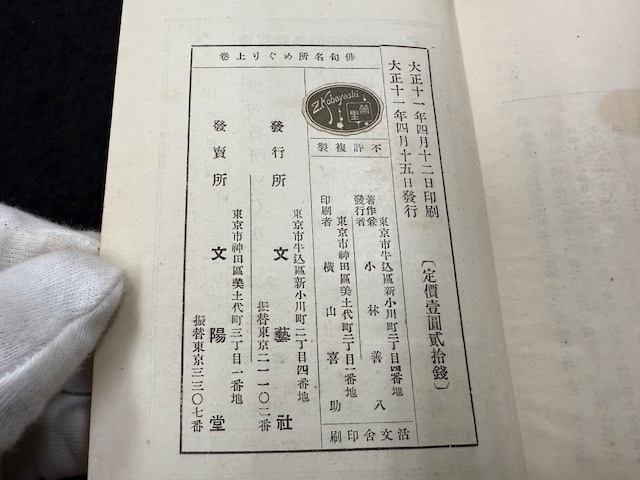 俳句名所めぐり上卷
大正十一年四月十二日印刷
大正十一年四月十五日發行
〔定價壹圓貳拾錢〕
Z.Kobayashi
不許複製
東京市牛込區新小川町二丁目四番地
著作兼發行者 小林善八
東京市神田區美土代町二丁目一番地
印刷者 橫山喜助
活文舍印刷
發行所
東京市牛込區新小川町二丁目四番地
文藝社
振替東京二一一〇二番
發賣所
東京市神田區美土代町三丁目一番地
文陽堂
振替東京三三〇七番